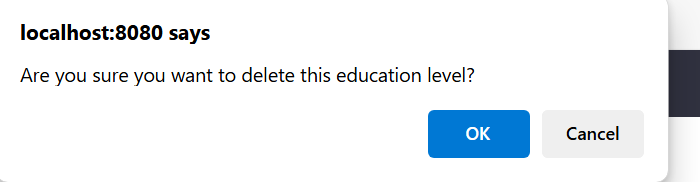 localhost:8080 says
Are you sure you want to delete this education level?
OK
Cancel